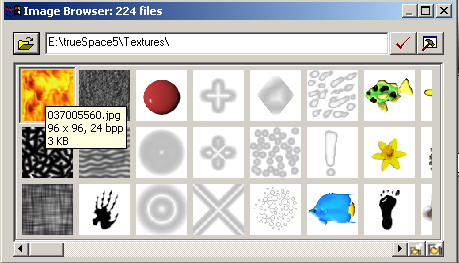 Image Browser: 224 files
E:\trueSpace5\Textures\
037005560.jpg
96 x 96, 24 bpp
3 KB